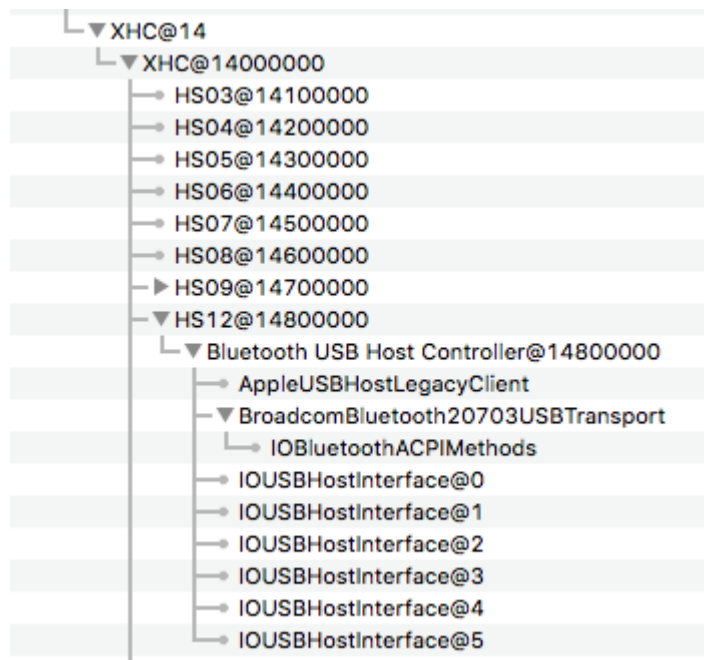 XHC@14
XHC@14000000
HS03@14100000
HS04@14200000
HS05@14300000
HS06@14400000
HS07@14500000
HS08@14600000
HS09@14700000
HS12@14800000
Bluetooth USB Host Controller@14800000
AppleUSBHostLegacyClient
BroadcomBluetooth20703USBTransport
IOBluetoothACPIMethods
IOUSBHostInterface@0
IOUSBHostInterface@1
IOUSBHostInterface@2
IOUSBHostInterface@3
IOUSBHostInterface@4
IOUSBHostInterface@5